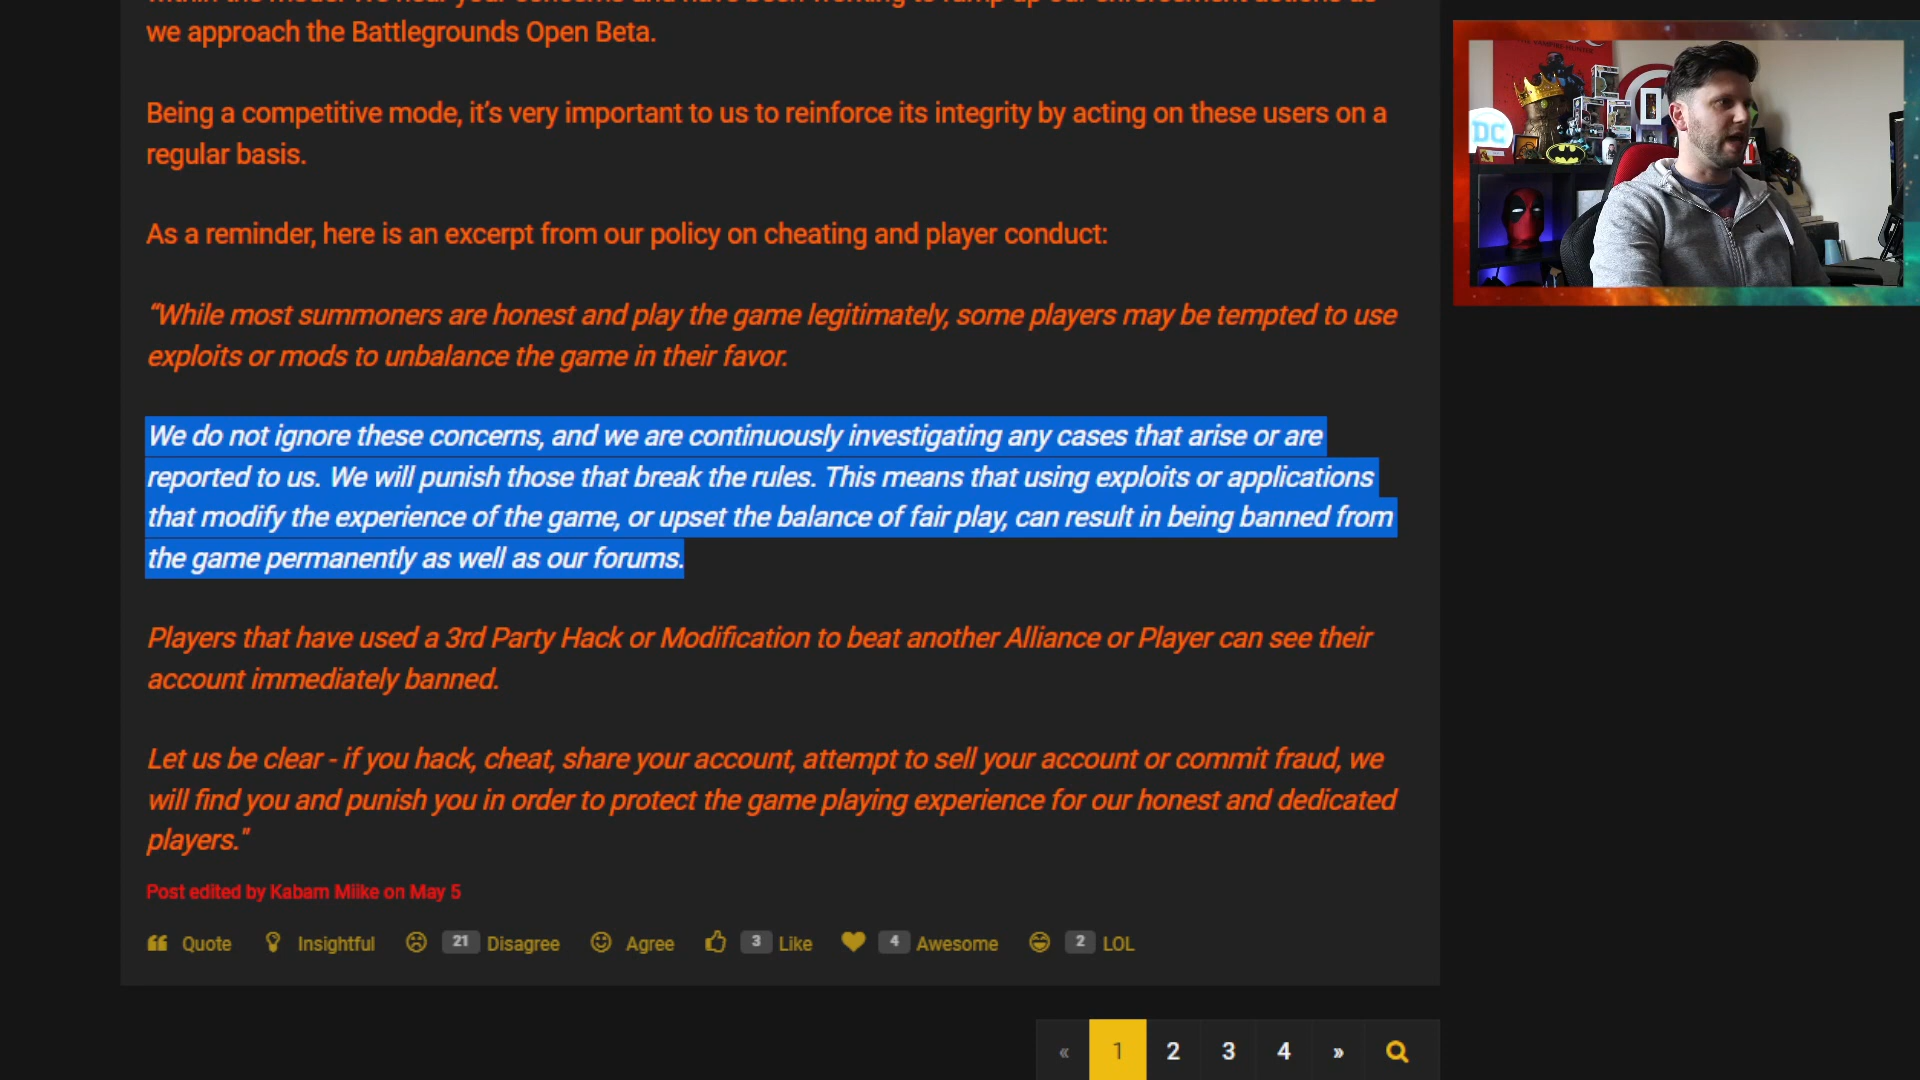 we approach the Battlegrounds Open Beta.
Being a competitive mode, it's very important to us to reinforce its integrity by acting on these users on a
regular basis.
As a reminder, here is an excerpt from our policy on cheating and player conduct:
“While most summoners are honest and play the game legitimately, some players may be tempted to use
exploits or mods to unbalance the game in their favor.
We do not ignore these concerns, and we are continuously investigating any cases that arise or are
reported to us. We will punish those that break the rules. This means that using exploits or applications
that modify the experience of the game, or upset the balance of fair play, can result in being banned from
the game permanently as well as our forums.
Players that have used a 3rd Party Hack or Modification to beat another Alliance or Player can see their
account immediately banned.
Let us be clear - if you hack, cheat, share your account, attempt to sell your account or commit fraud, we
will find you and punish you in order to protect the game playing experience for our honest and dedicated
players."
Post edited by Kabam Miike on May 5
Quote Insightful 21 Disagree Agree 3 Like 4 Awesome 2 LOL
« 1 2 3 4 »
DC